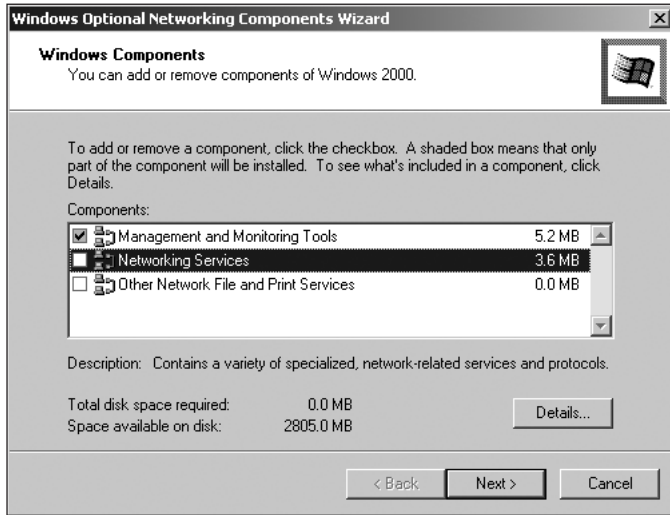 Windows Optional Networking Components Wizard
Windows Components
You can add or remove components of Windows 2000.
To add or remove a component, click the checkbox. A shaded box means that only
part of the component will be installed. To see what's included in a component, click
Details.
Components:
Management and Monitoring Tools 5.2 MB
Networking Services 3.6 MB
Other Network File and Print Services 0.0 MB
Description: Contains a variety of specialized, network-related services and protocols.
Total disk space required: 0.0 MB
Space available on disk: 2805.0 MB
Details...
< Back Next > Cancel